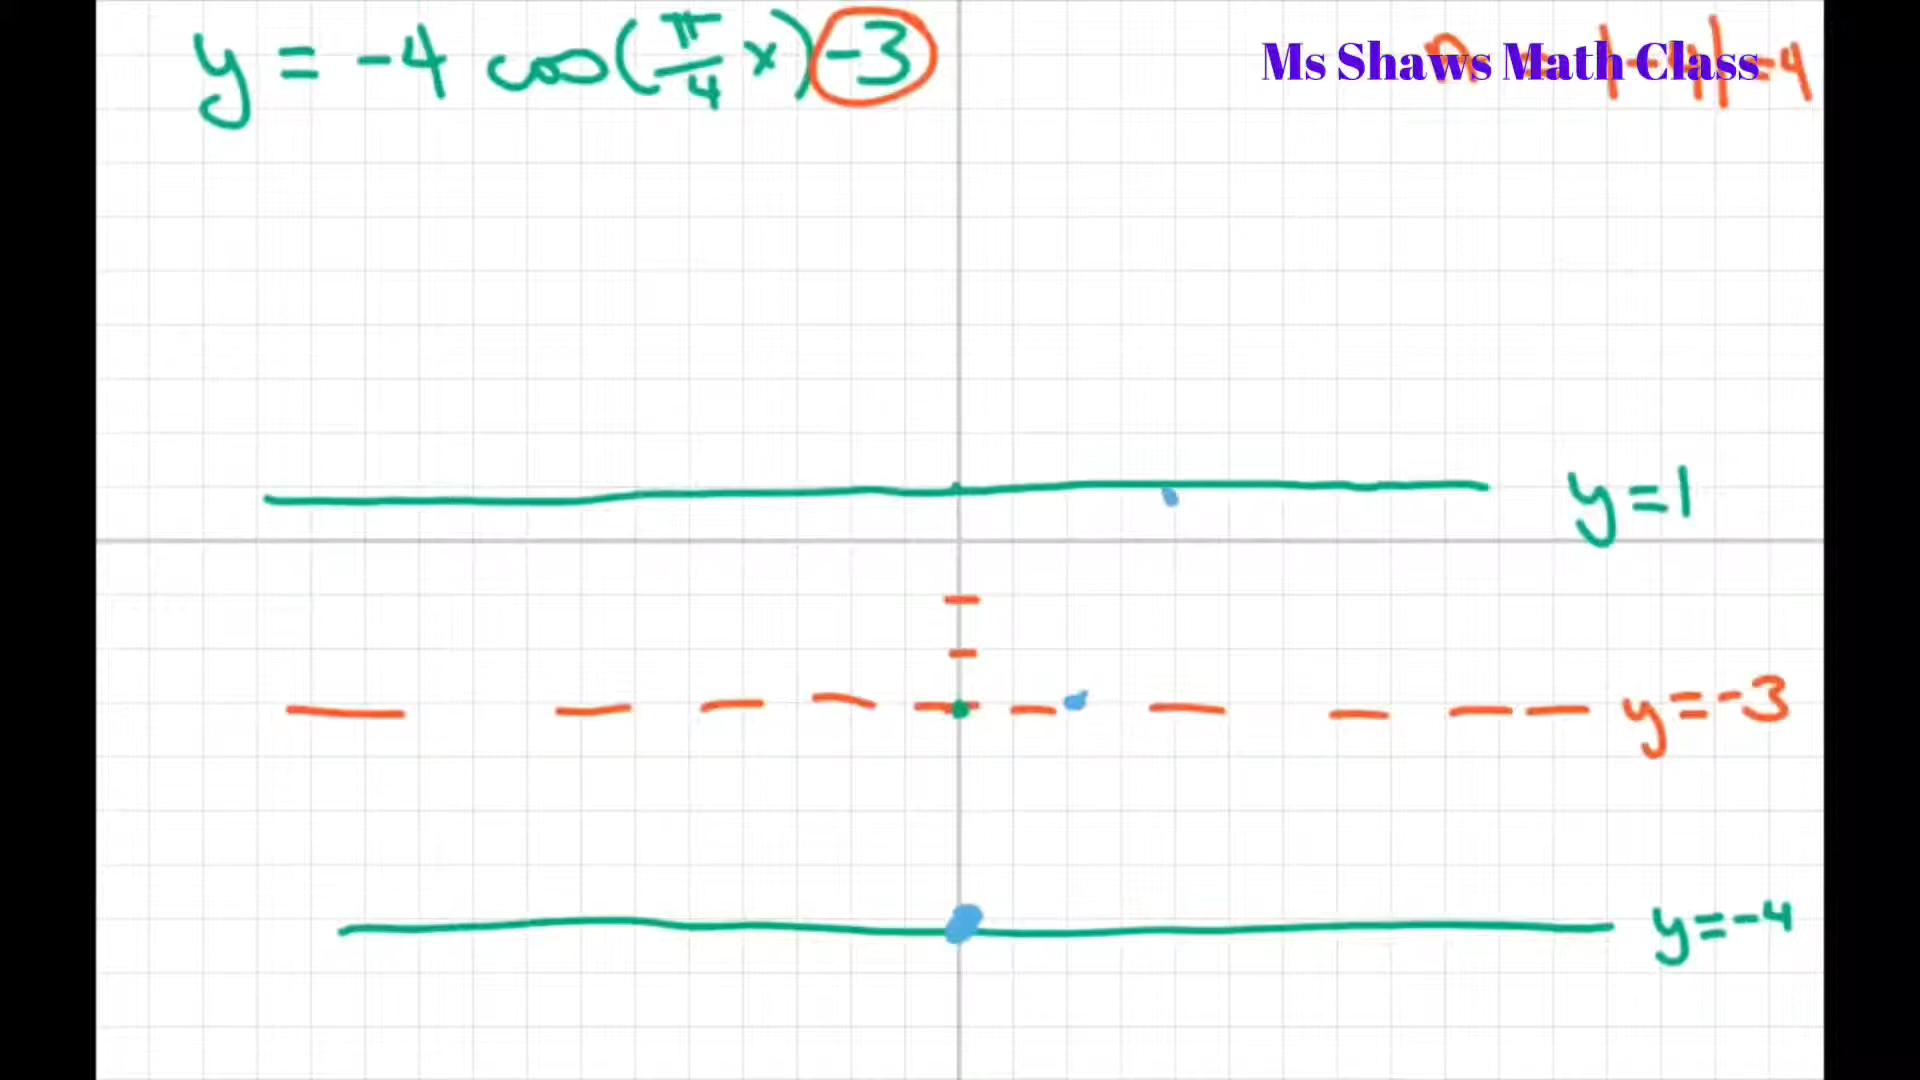 y = -4 cos(π/4 x) -3
Ms Shaws Math Class
y = 1
y = -3
y = -4